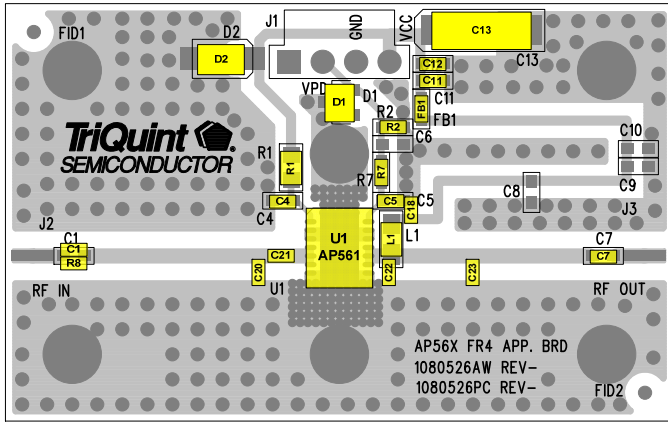 FID1
D2
D2
J1
GND
VCC
C13
C13
C12
C11
C11
FB1
FB1
VPD
D1
D1
R2
R2
C6
C10
C9
TriQuint
SEMICONDUCTOR
R1
R1
R7
R7
C4
C4
C5
C5
C18
C8
J3
J2
C1
C1
R8
C21
C20
U1
AP561
U1
L1
L1
C22
C23
C7
C7
RF IN
RF OUT
AP56X FR4 APP. BRD
1080526AW REV-
1080526PC REV-
FID2